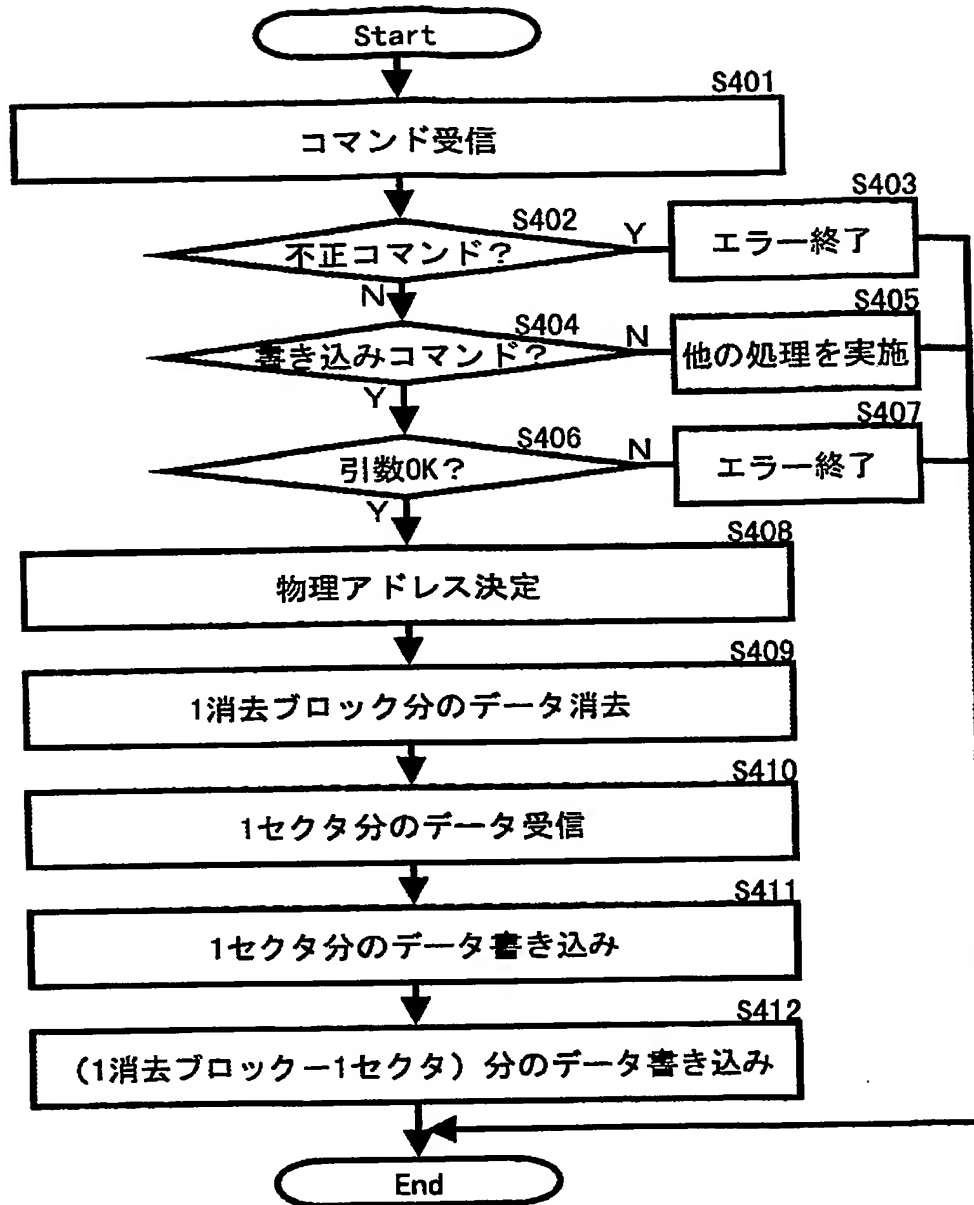 Start
S401
コマンド受信
S402
不正コマンド?
Y
N
S403
エラー終了
S404
書き込みコマンド?
N
Y
S405
他の処理を実施
S406
引数OK?
N
Y
S407
エラー終了
S408
物理アドレス決定
S409
1消去ブロック分のデータ消去
S410
1セクタ分のデータ受信
S411
1セクタ分のデータ書き込み
S412
(1消去ブロックー1セクタ)分のデータ書き込み
End